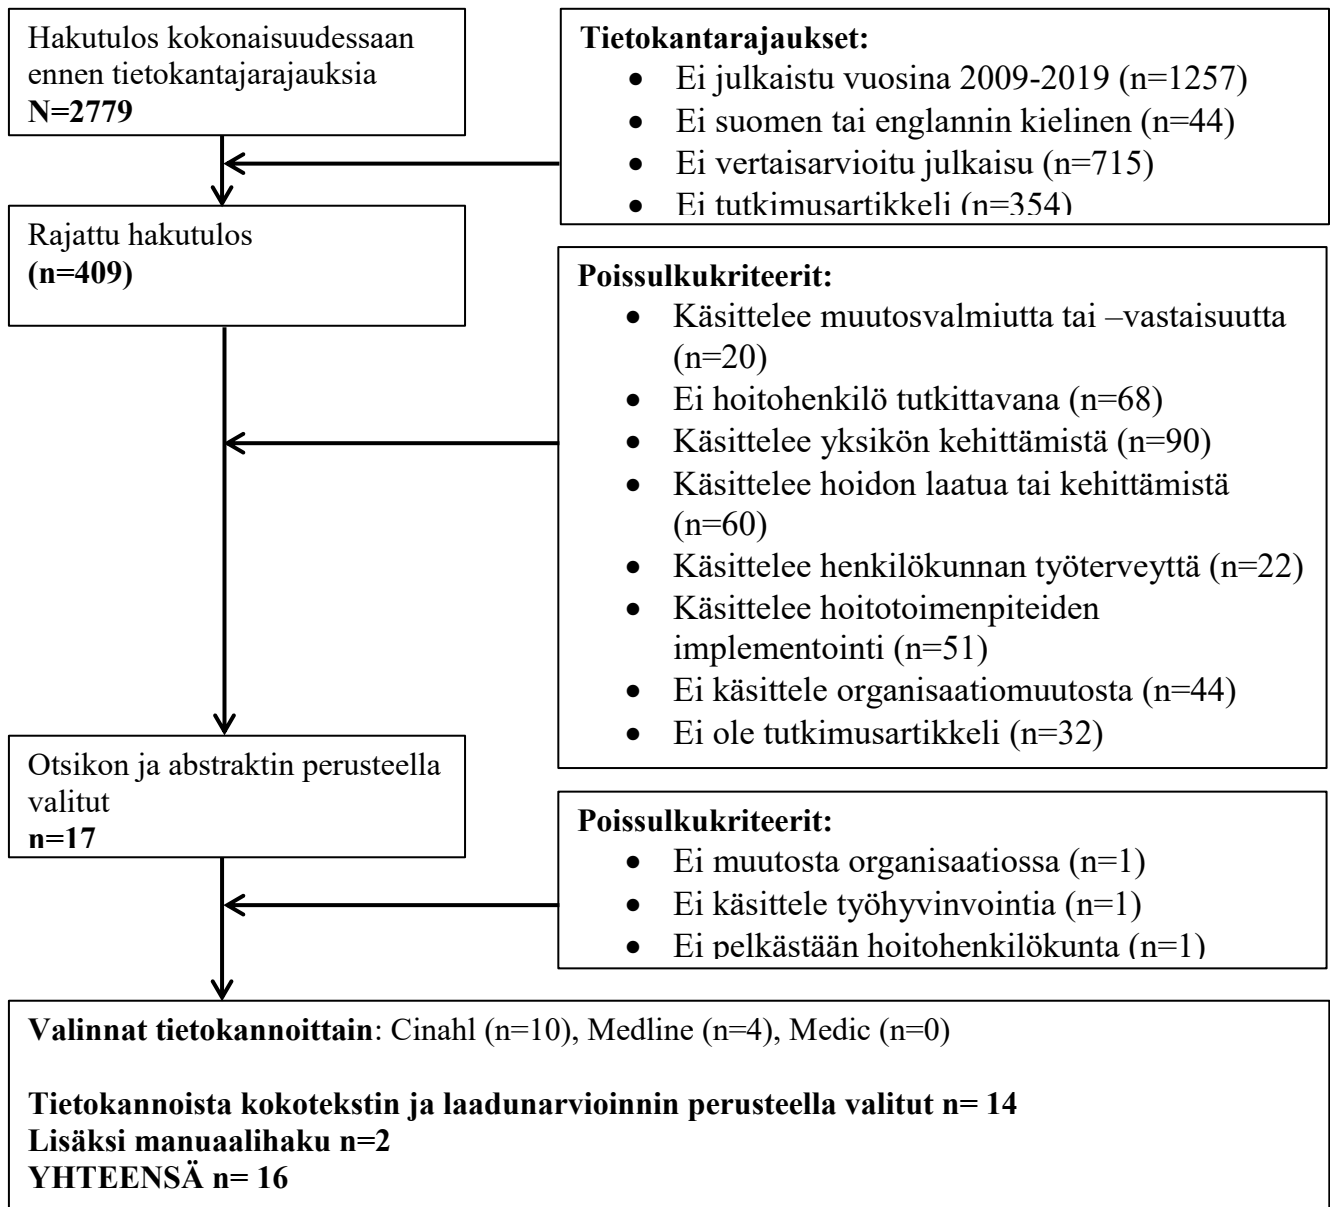 Hakutulos kokonaisuudessaan
ennen tietokantajarajauksia
N=2779
Tietokantarajaukset:
• Ei julkaistu vuosina 2009-2019 (n=1257)
• Ei suomen tai englannin kielinen (n=44)
• Ei vertaisarvioitu julkaisu (n=715)
• Ei tutkimusartikkeli (n=354)
Rajattu hakutulos
(n=409)
Poissulkukriteerit:
• Käsittelee muutosvalmiutta tai –vastaisuutta
(n=20)
• Ei hoitohenkilö tutkittavana (n=68)
• Käsittelee yksikön kehittämistä (n=90)
• Käsittelee hoidon laatua tai kehittämistä
(n=60)
• Käsittelee henkilökunnan työterveyttä (n=22)
• Käsittelee hoitotoimenpiteiden
implementointi (n=51)
• Ei käsittele organisaatiomuutosta (n=44)
• Ei ole tutkimusartikkeli (n=32)
Otsikon ja abstraktin perusteella
valitut
n=17
Poissulkukriteerit:
• Ei muutosta organisaatiossa (n=1)
• Ei käsittele työhyvinvointia (n=1)
• Ei pelkästään hoitohenkilökunta (n=1)
Valinnat tietokannoittain: Cinahl (n=10), Medline (n=4), Medic (n=0)
Tietokannoista kokotekstin ja laadunarvioinnin perusteella valitut n= 14
Lisäksi manuaalihaku n=2
YHTEENSÄ n= 16